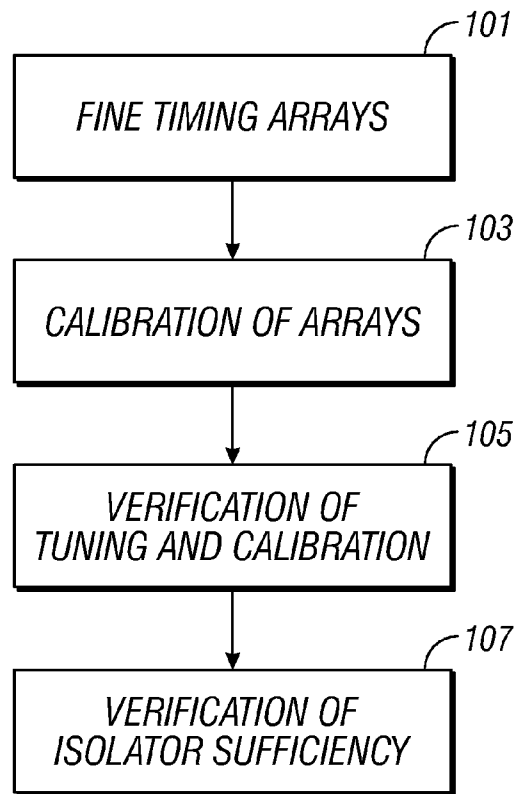 101
FINE TIMING ARRAYS
103
CALIBRATION OF ARRAYS
105
VERIFICATION OF
TUNING AND CALIBRATION
107
VERIFICATION OF
ISOLATOR SUFFICIENCY